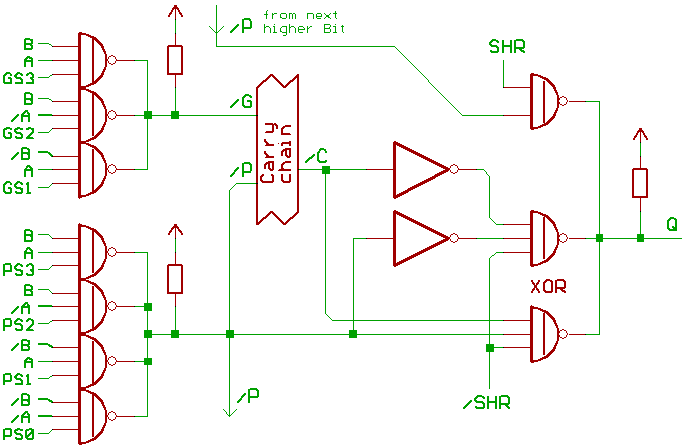 /P
from next
higher Bit
SHR
B
A
GS3
B
/A
GS2
/B
A
GS1
/G
/P
Carry
chain
/C
Q
B
A
PS3
B
/A
PS2
/B
A
PS1
/B
/A
PS0
XOR
/P
/SHR